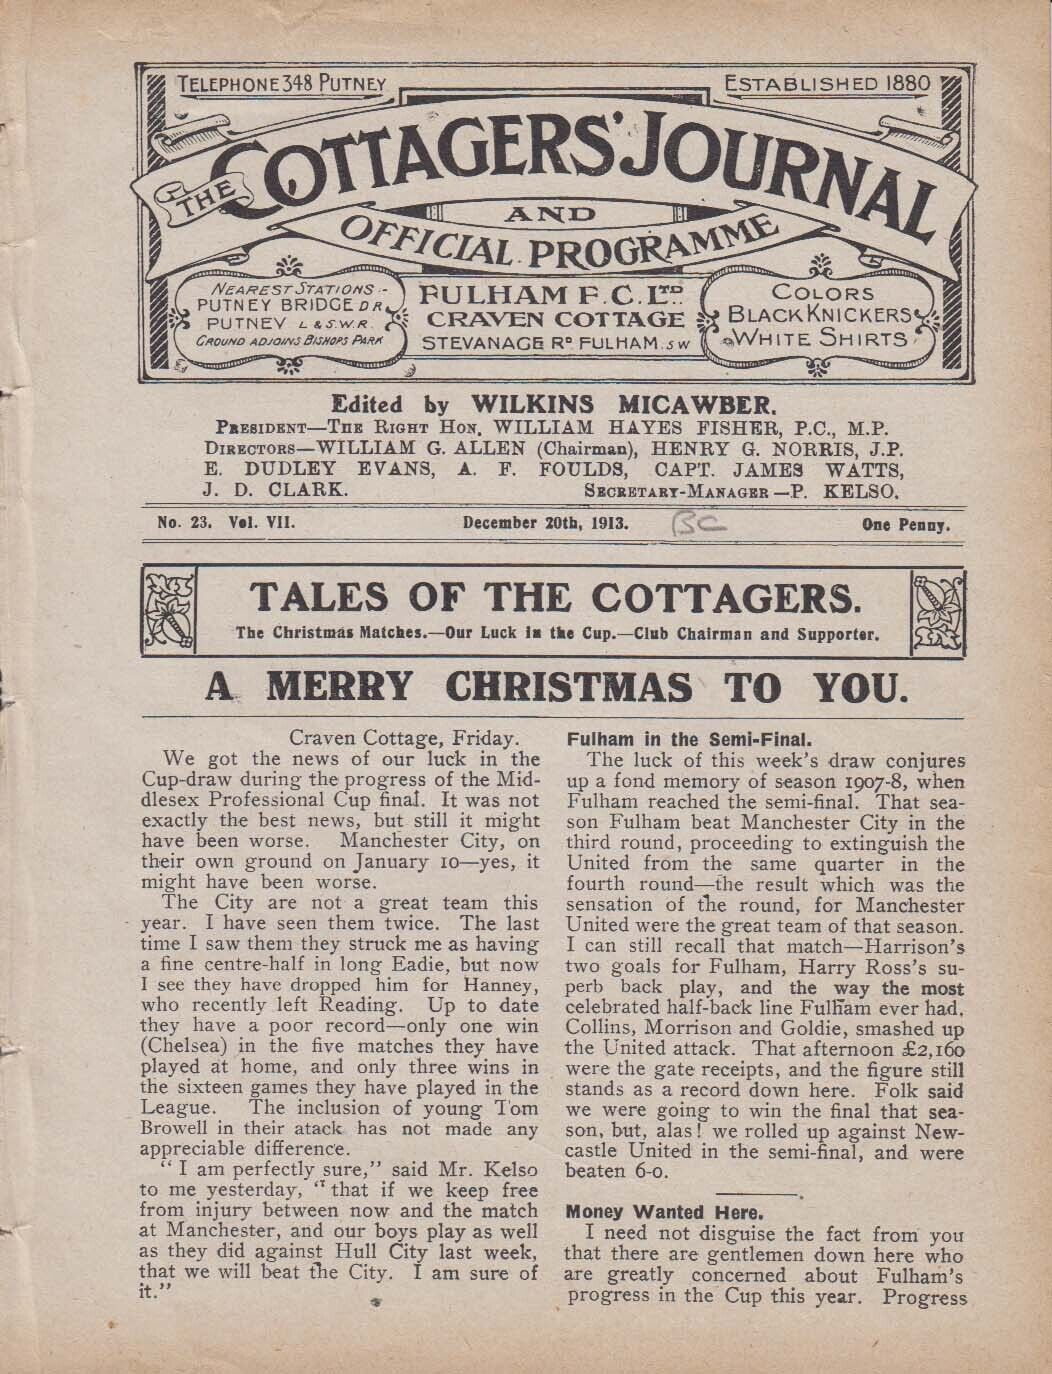 TELEPHONE 348 PUTNEY
ESTABLISHED 1880
THE COTTAGERS' JOURNAL
AND
OFFICIAL PROGRAMME
NEAREST STATIONS:-
PUTNEY BRIDGE DR,
PUTNEY L & S.W.R.
GROUND ADJOINS BISHOPS PARK
FULHAM F.C. LTD.
CRAVEN COTTAGE
STEVANAGE RD FULHAM. SW
COLORS
BLACK KNICKERS
WHITE SHIRTS
Edited by WILKINS MICAWBER.
PRESIDENT—THE RIGHT HON. WILLIAM HAYES FISHER, P.C., M.P.
DIRECTORS—WILLIAM G. ALLEN (Chairman), HENRY G. NORRIS, J.P.
E. DUDLEY EVANS, A. F. FOULDS, CAPT. JAMES WATTS,
J. D. CLARK. SECRETARY-MANAGER—P. KELSO.
No. 23. Vol. VII. December 20th, 1913. BC One Penny.
TALES OF THE COTTAGERS.
The Christmas Matches.—Our Luck in the Cup.—Club Chairman and Supporter.
A MERRY CHRISTMAS TO YOU.
Craven Cottage, Friday.
We got the news of our luck in the
Cup-draw during the progress of the Mid-
dlesex Professional Cup final. It was not
exactly the best news, but still it might
have been worse. Manchester City, on
their own ground on January 10—yes, it
might have been worse.
The City are not a great team this
year. I have seen them twice. The last
time I saw them they struck me as having
a fine centre-half in long Eadie, but now
I see they have dropped him for Hanney,
who recently left Reading. Up to date
they have a poor record—only one win
(Chelsea) in the five matches they have
played at home, and only three wins in
the sixteen games they have played in the
League. The inclusion of young Tom
Browell in their atack has not made any
appreciable difference.
"I am perfectly sure," said Mr. Kelso
to me yesterday, "that if we keep free
from injury between now and the match
at Manchester, and our boys play as well
as they did against Hull City last week,
that we will beat the City. I am sure of
it."
Fulham in the Semi-Final.
The luck of this week's draw conjures
up a fond memory of season 1907-8, when
Fulham reached the semi-final. That sea-
son Fulham beat Manchester City in the
third round, proceeding to extinguish the
United from the same quarter in the
fourth round—the result which was the
sensation of the round, for Manchester
United were the great team of that season.
I can still recall that match—Harrison's
two goals for Fulham, Harry Ross's su-
perb back play, and the way the most
celebrated half-back line Fulham ever had,
Collins, Morrison and Goldie, smashed up
the United attack. That afternoon £2,160
were the gate receipts, and the figure still
stands as a record down here. Folk said
we were going to win the final that sea-
son, but, alas! we rolled up against New-
castle United in the semi-final, and were
beaten 6-0.
Money Wanted Here.
I need not disguise the fact from you
that there are gentlemen down here who
are greatly concerned about Fulham's
progress in the Cup this year. Progress